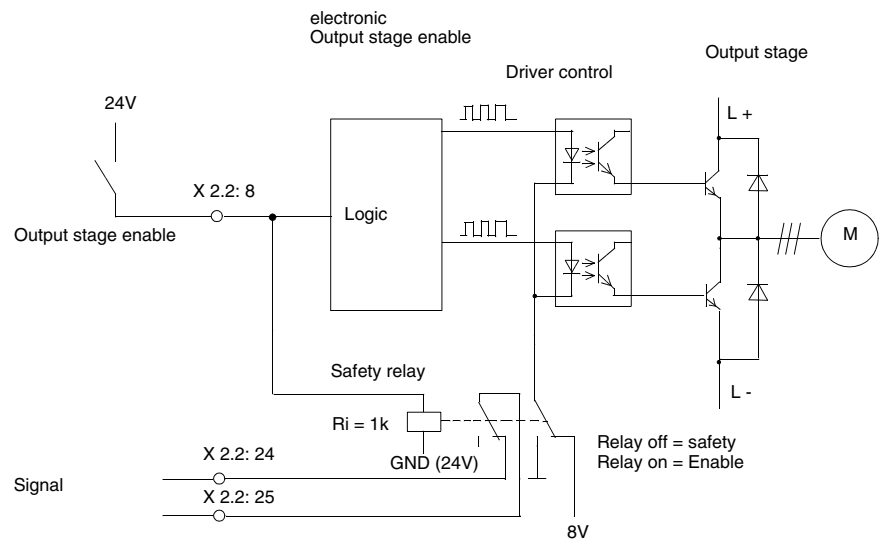 electronic
Output stage enable
Output stage
Driver control
24V
L +
X 2.2: 8
Logic
M
Output stage enable
Safety relay
L -
Ri = 1k
Relay off = safety
Relay on = Enable
X 2.2: 24
GND (24V)
Signal
X 2.2: 25
8V